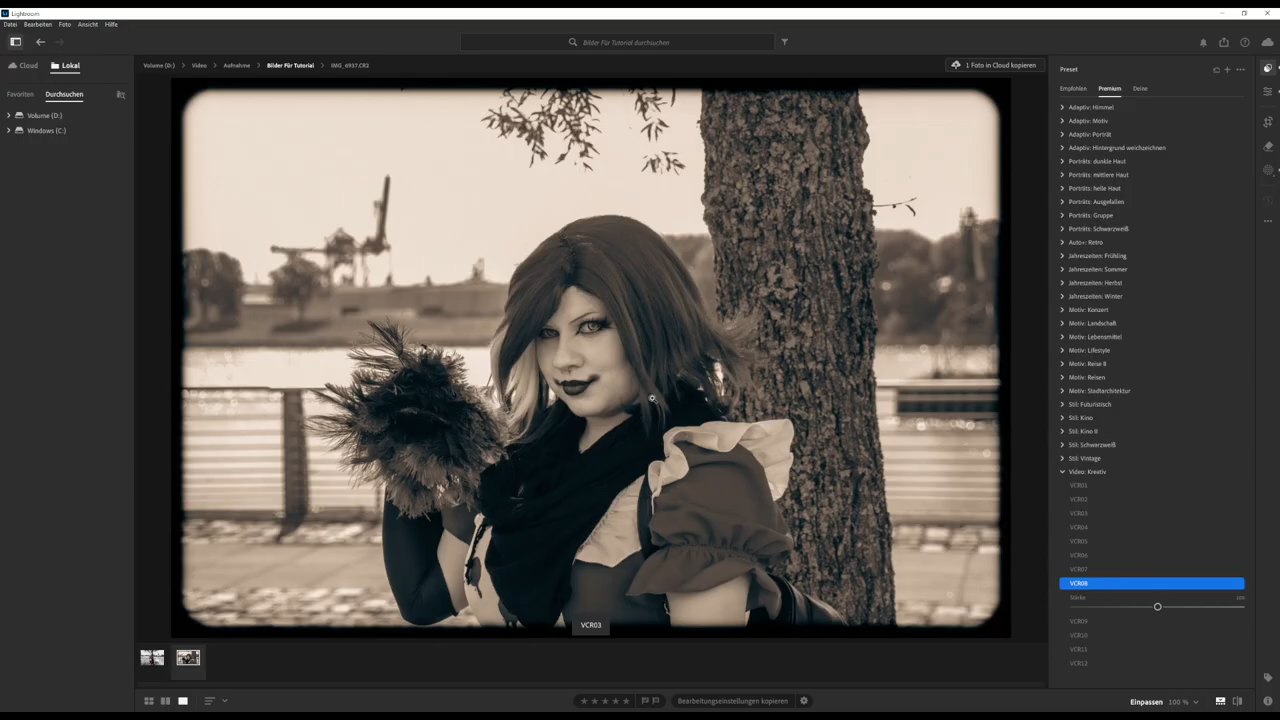 Lightroom
Datei Bearbeiten Foto Ansicht Hilfe
Bilder Für Tutorial durchsuchen
Cloud Lokal
Volume (D:) Video Aufnahme Bilder Für Tutorial IMG_6937.CR2
1 Foto in Cloud kopieren
Favoriten Durchsuchen
Volume (D:)
Windows (C:)
Preset
Empfohlen Premium Deine
Adaptiv: Himmel
Adaptiv: Motiv
Adaptiv: Porträt
Adaptiv: Hintergrund weichzeichnen
Porträts: dunkle Haut
Porträts: mittlere Haut
Porträts: helle Haut
Porträts: Ausgefallen
Porträts: Gruppe
Porträts: Schwarzweiß
Auto+: Retro
Jahreszeiten: Frühling
Jahreszeiten: Sommer
Jahreszeiten: Herbst
Jahreszeiten: Winter
Motiv: Konzert
Motiv: Landschaft
Motiv: Lebensmittel
Motiv: Lifestyle
Motiv: Reise II
Motiv: Reisen
Motiv: Stadtarchitektur
Stil: Futuristisch
Stil: Kino
Stil: Kino II
Stil: Schwarzweiß
Stil: Vintage
Video: Kreativ
VCR01
VCR02
VCR03
VCR04
VCR05
VCR06
VCR07
VCR08
Stärke 100
VCR09
VCR10
VCR11
VCR12
VCR03
Bearbeitungseinstellungen kopieren
Einpassen 100 %